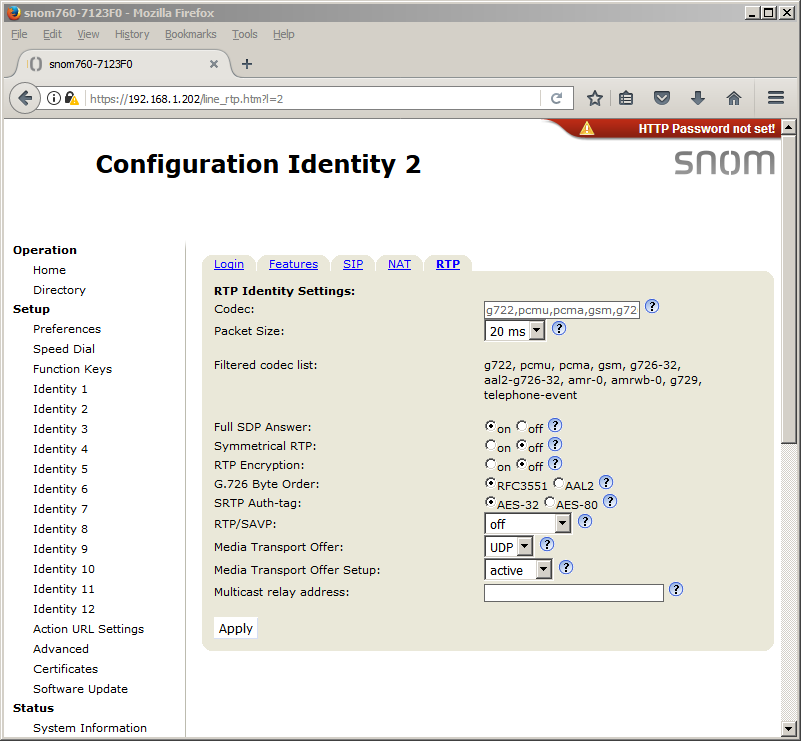 snom760-7123F0 - Mozilla Firefox
File Edit View History Bookmarks Tools Help
snom760-7123F0
https://192.168.1.202/line_rtp.htm?l=2
HTTP Password not set!
Configuration Identity 2
snom
Operation
Home
Directory
Setup
Preferences
Speed Dial
Function Keys
Identity 1
Identity 2
Identity 3
Identity 4
Identity 5
Identity 6
Identity 7
Identity 8
Identity 9
Identity 10
Identity 11
Identity 12
Action URL Settings
Advanced
Certificates
Software Update
Status
System Information
Login Features SIP NAT RTP
RTP Identity Settings:
Codec: g722,pcmu,pcma,gsm,g72 ?
Packet Size: 20 ms ?
Filtered codec list: g722, pcmu, pcma, gsm, g726-32,
aal2-g726-32, amr-0, amrwb-0, g729,
telephone-event
Full SDP Answer: on off ?
Symmetrical RTP: on off ?
RTP Encryption: on off ?
G.726 Byte Order: RFC3551 AAL2 ?
SRTP Auth-tag: AES-32 AES-80 ?
RTP/SAVP: off ?
Media Transport Offer: UDP ?
Media Transport Offer Setup: active ?
Multicast relay address: ?
Apply